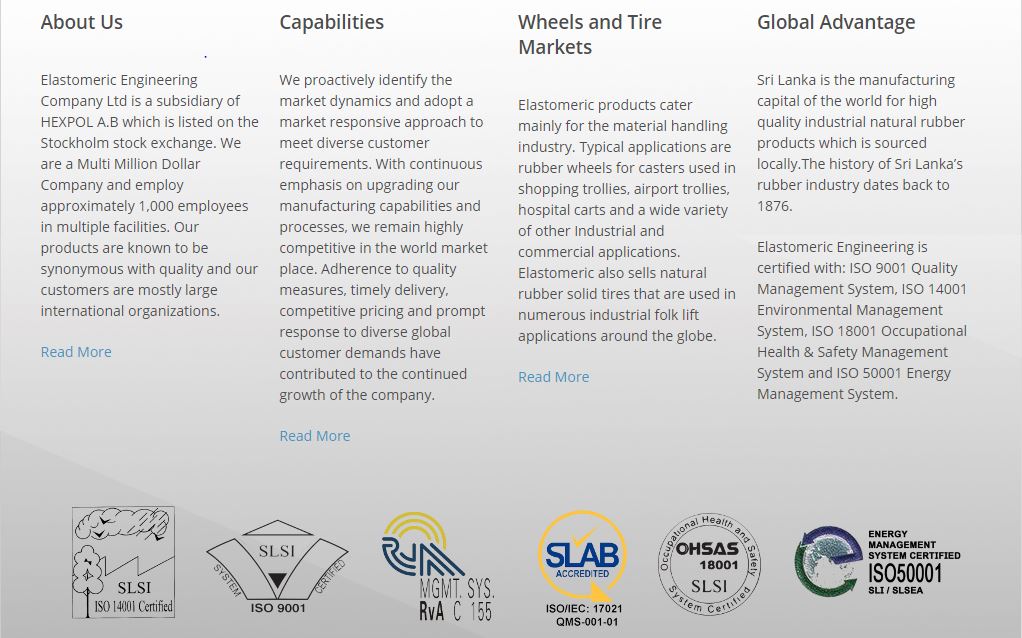 About Us
Elastomeric Engineering
Company Ltd is a subsidiary of
HEXPOL A.B which is listed on the
Stockholm stock exchange. We
are a Multi Million Dollar
Company and employ
approximately 1,000 employees
in multiple facilities. Our
products are known to be
synonymous with quality and our
customers are mostly large
international organizations.
Read More
Capabilities
We proactively identify the
market dynamics and adopt a
market responsive approach to
meet diverse customer
requirements. With continuous
emphasis on upgrading our
manufacturing capabilities and
processes, we remain highly
competitive in the world market
place. Adherence to quality
measures, timely delivery,
competitive pricing and prompt
response to diverse global
customer demands have
contributed to the continued
growth of the company.
Read More
Wheels and Tire
Markets
Elastomeric products cater
mainly for the material handling
industry. Typical applications are
rubber wheels for casters used in
shopping trollies, airport trollies,
hospital carts and a wide variety
of other Industrial and
commercial applications.
Elastomeric also sells natural
rubber solid tires that are used in
numerous industrial folk lift
applications around the globe.
Read More
Global Advantage
Sri Lanka is the manufacturing
capital of the world for high
quality industrial natural rubber
products which is sourced
locally.The history of Sri Lanka's
rubber industry dates back to
1876.
Elastomeric Engineering is
certified with: ISO 9001 Quality
Management System, ISO 14001
Environmental Management
System, ISO 18001 Occupational
Health & Safety Management
System and ISO 50001 Energy
Management System.
SLSI
ISO 14001 Certified
SLSI
SYSTEM
CERTIFIED
ISO 9001
RvA
MGMT. SYS.
RvA C 155
SLAB
ACCREDITED
ISO/IEC: 17021
QMS-001-01
Occupational Health and Safety
OHSAS
18001
SLSI
System Certified
ENERGY
MANAGEMENT
SYSTEM CERTIFIED
ISO50001
SLI / SLSEA